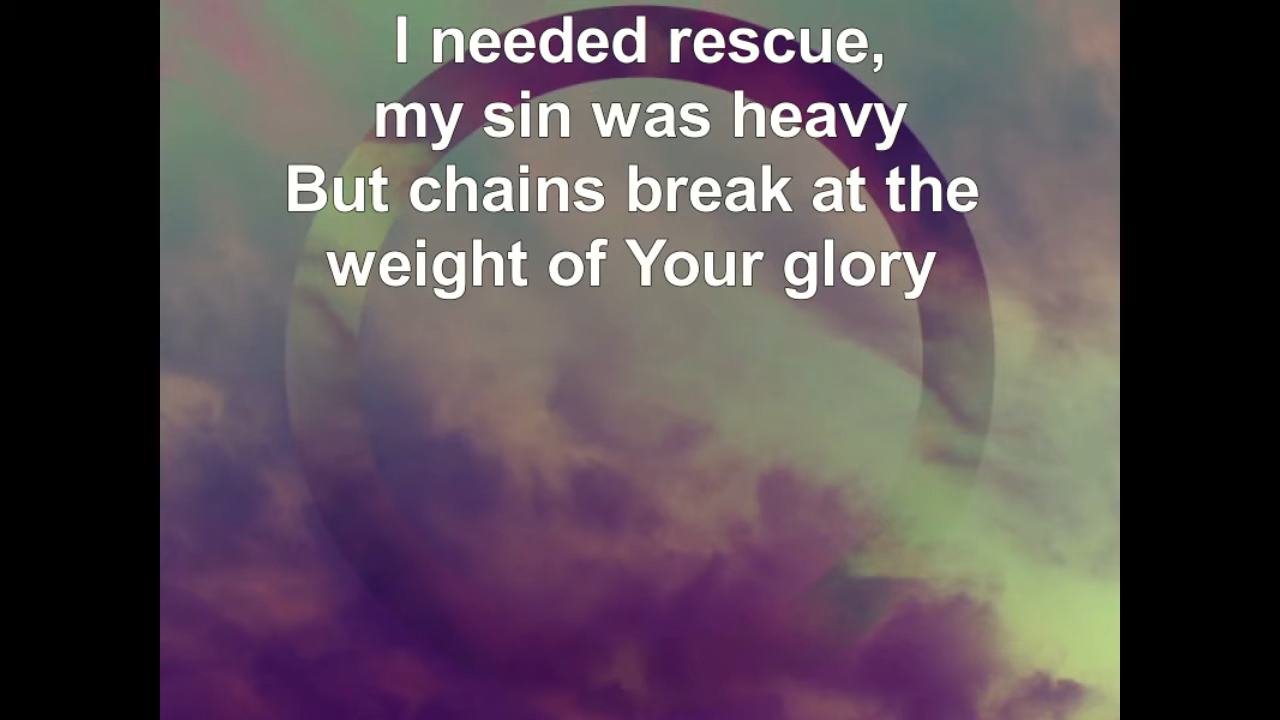 I needed rescue,
my sin was heavy
But chains break at the
weight of Your glory